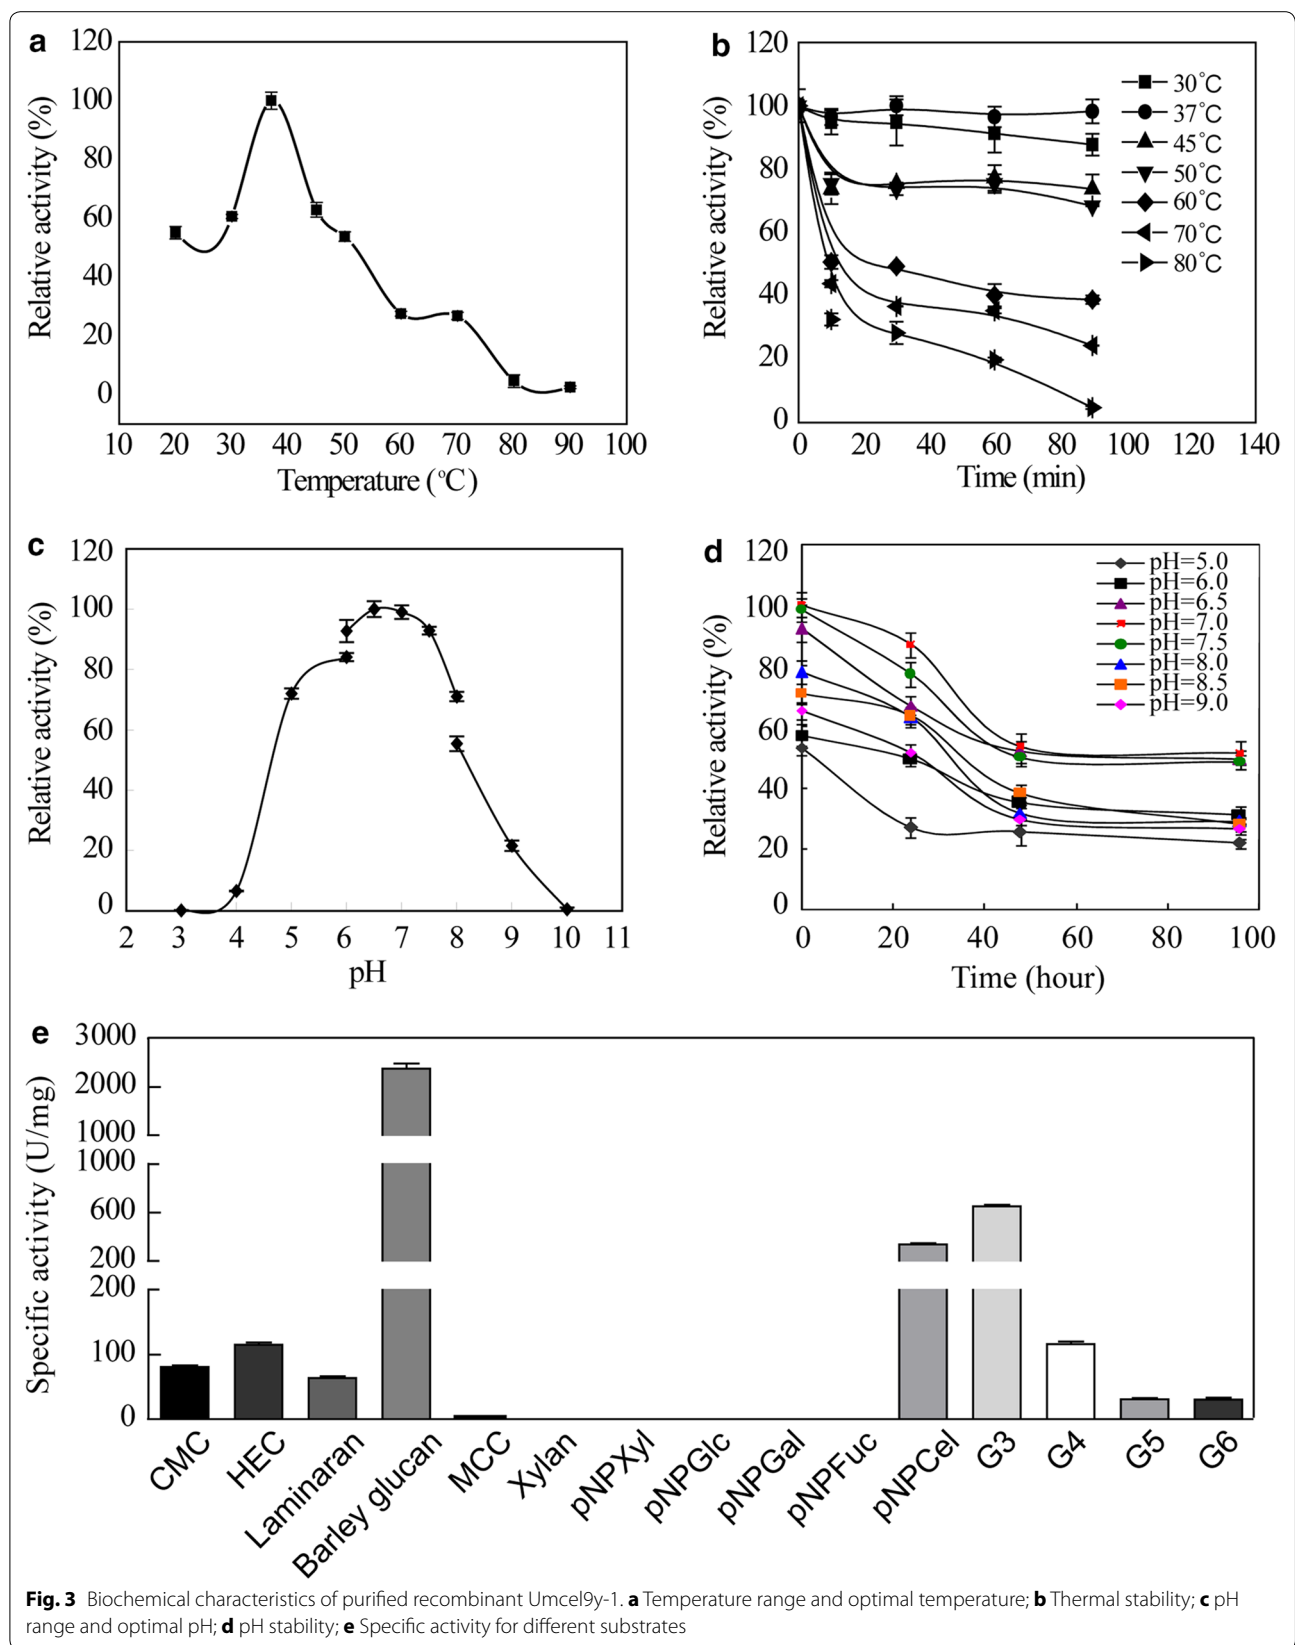 a
120
100
80
60
40
20
0
Relative activity (%)
10 20 30 40 50 60 70 80 90 100
Temperature (°C)
b
120
100
80
60
40
20
0
Relative activity (%)
30°C
37°C
45°C
50°C
60°C
70°C
80°C
0 20 40 60 80 100 120 140
Time (min)
c
120
100
80
60
40
20
0
Relative activity (%)
2 3 4 5 6 7 8 9 10 11
pH
d
120
100
80
60
40
20
0
Relative activity (%)
pH=5.0
pH=6.0
pH=6.5
pH=7.0
pH=7.5
pH=8.0
pH=8.5
pH=9.0
0 20 40 60 80 100
Time (hour)
e
3000
2000
1000
1000
600
200
200
100
0
Specific activity (U/mg)
CMC
HEC
Laminaran
Barley glucan
MCC
Xylan
pNPXyl
pNPGlc
pNPGal
pNPFuc
pNPCel
G3
G4
G5
G6
Fig. 3 Biochemical characteristics of purified recombinant Umcel9y-1. a Temperature range and optimal temperature; b Thermal stability; c pH
range and optimal pH; d pH stability; e Specific activity for different substrates